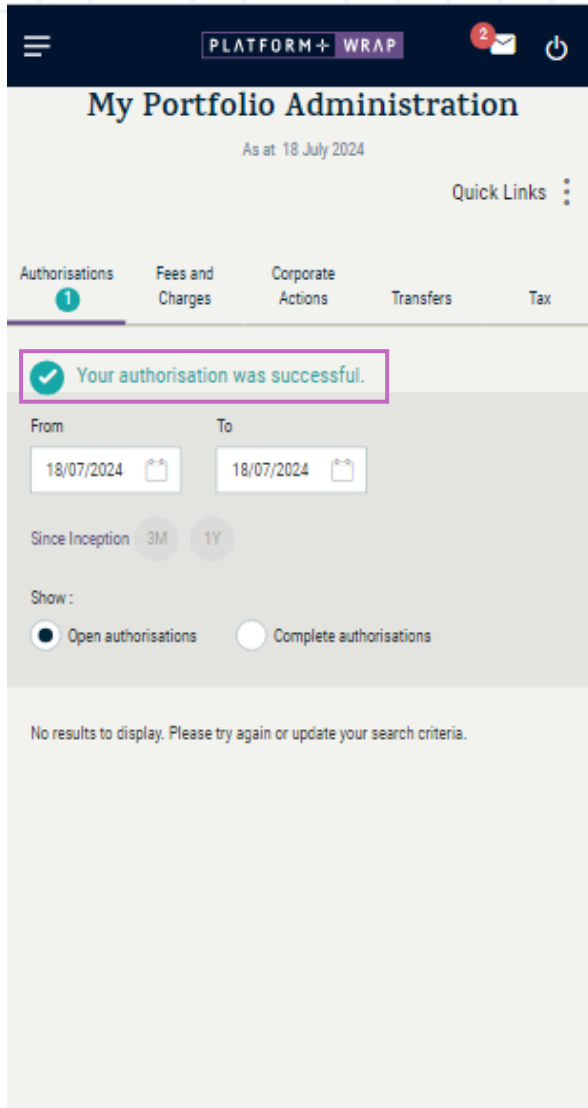 PLATFORM+ WRAP
2
My Portfolio Administration
As at 18 July 2024
Quick Links
Authorisations
1
Fees and
Charges
Corporate
Actions
Transfers
Tax
Your authorisation was successful.
From To
18/07/2024 18/07/2024
Since Inception 3M 1Y
Show :
Open authorisations Complete authorisations
No results to display. Please try again or update your search criteria.